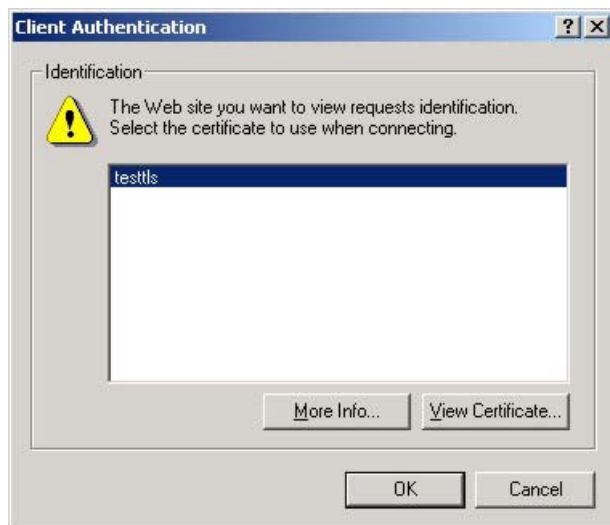 Client Authentication
Identification
The Web site you want to view requests identification.
Select the certificate to use when connecting.
testtls
More Info...
View Certificate...
OK
Cancel